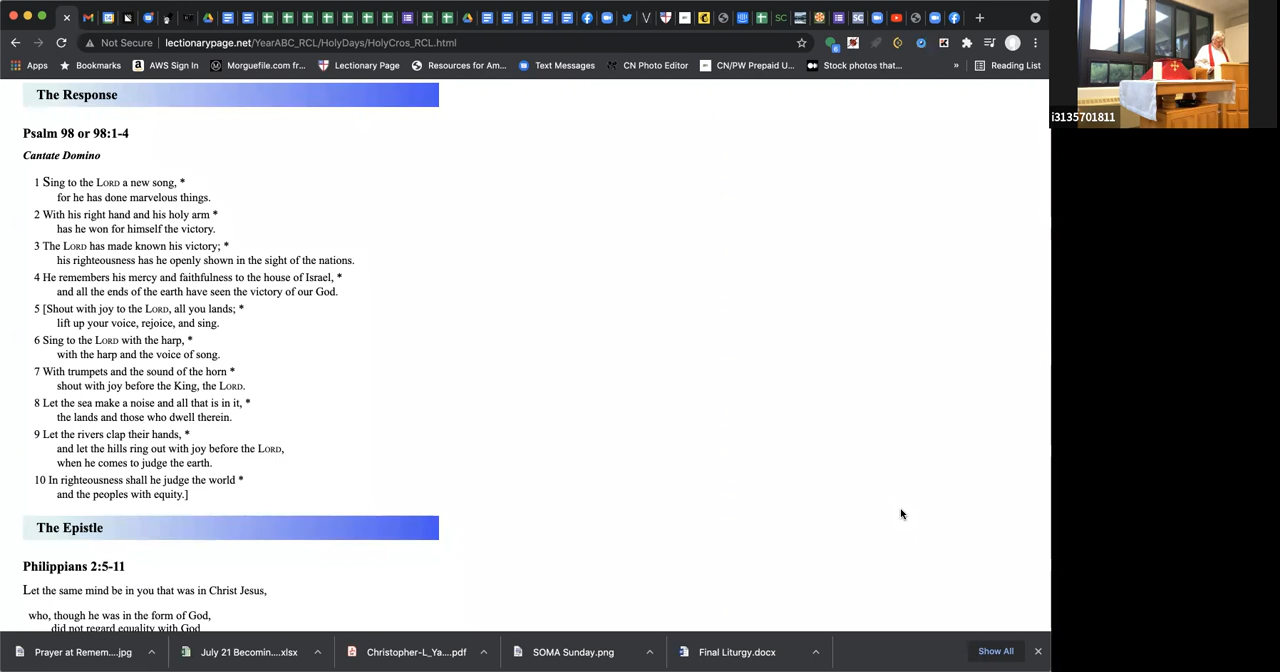 Not Secure | lectionarypage.net/YearABC_RCL/HolyDays/HolyCros_RCL.html
Apps Bookmarks AWS Sign In Morguefile.com fr... Lectionary Page Resources for Am... Text Messages CN Photo Editor CN/PW Prepaid U... Stock photos that... » Reading List
i3135701811
The Response
Psalm 98 or 98:1-4
Cantate Domino
1 Sing to the LORD a new song, *
for he has done marvelous things.
2 With his right hand and his holy arm *
has he won for himself the victory.
3 The LORD has made known his victory; *
his righteousness has he openly shown in the sight of the nations.
4 He remembers his mercy and faithfulness to the house of Israel, *
and all the ends of the earth have seen the victory of our God.
5 [Shout with joy to the LORD, all you lands; *
lift up your voice, rejoice, and sing.
6 Sing to the LORD with the harp, *
with the harp and the voice of song.
7 With trumpets and the sound of the horn *
shout with joy before the King, the LORD.
8 Let the sea make a noise and all that is in it, *
the lands and those who dwell therein.
9 Let the rivers clap their hands, *
and let the hills ring out with joy before the LORD,
when he comes to judge the earth.
10 In righteousness shall he judge the world *
and the peoples with equity.]
The Epistle
Philippians 2:5-11
Let the same mind be in you that was in Christ Jesus,
who, though he was in the form of God,
did not regard equality with God
Prayer at Remem....jpg July 21 Becomin....xlsx Christopher-L_Ya....pdf SOMA Sunday.png Final Liturgy.docx Show All